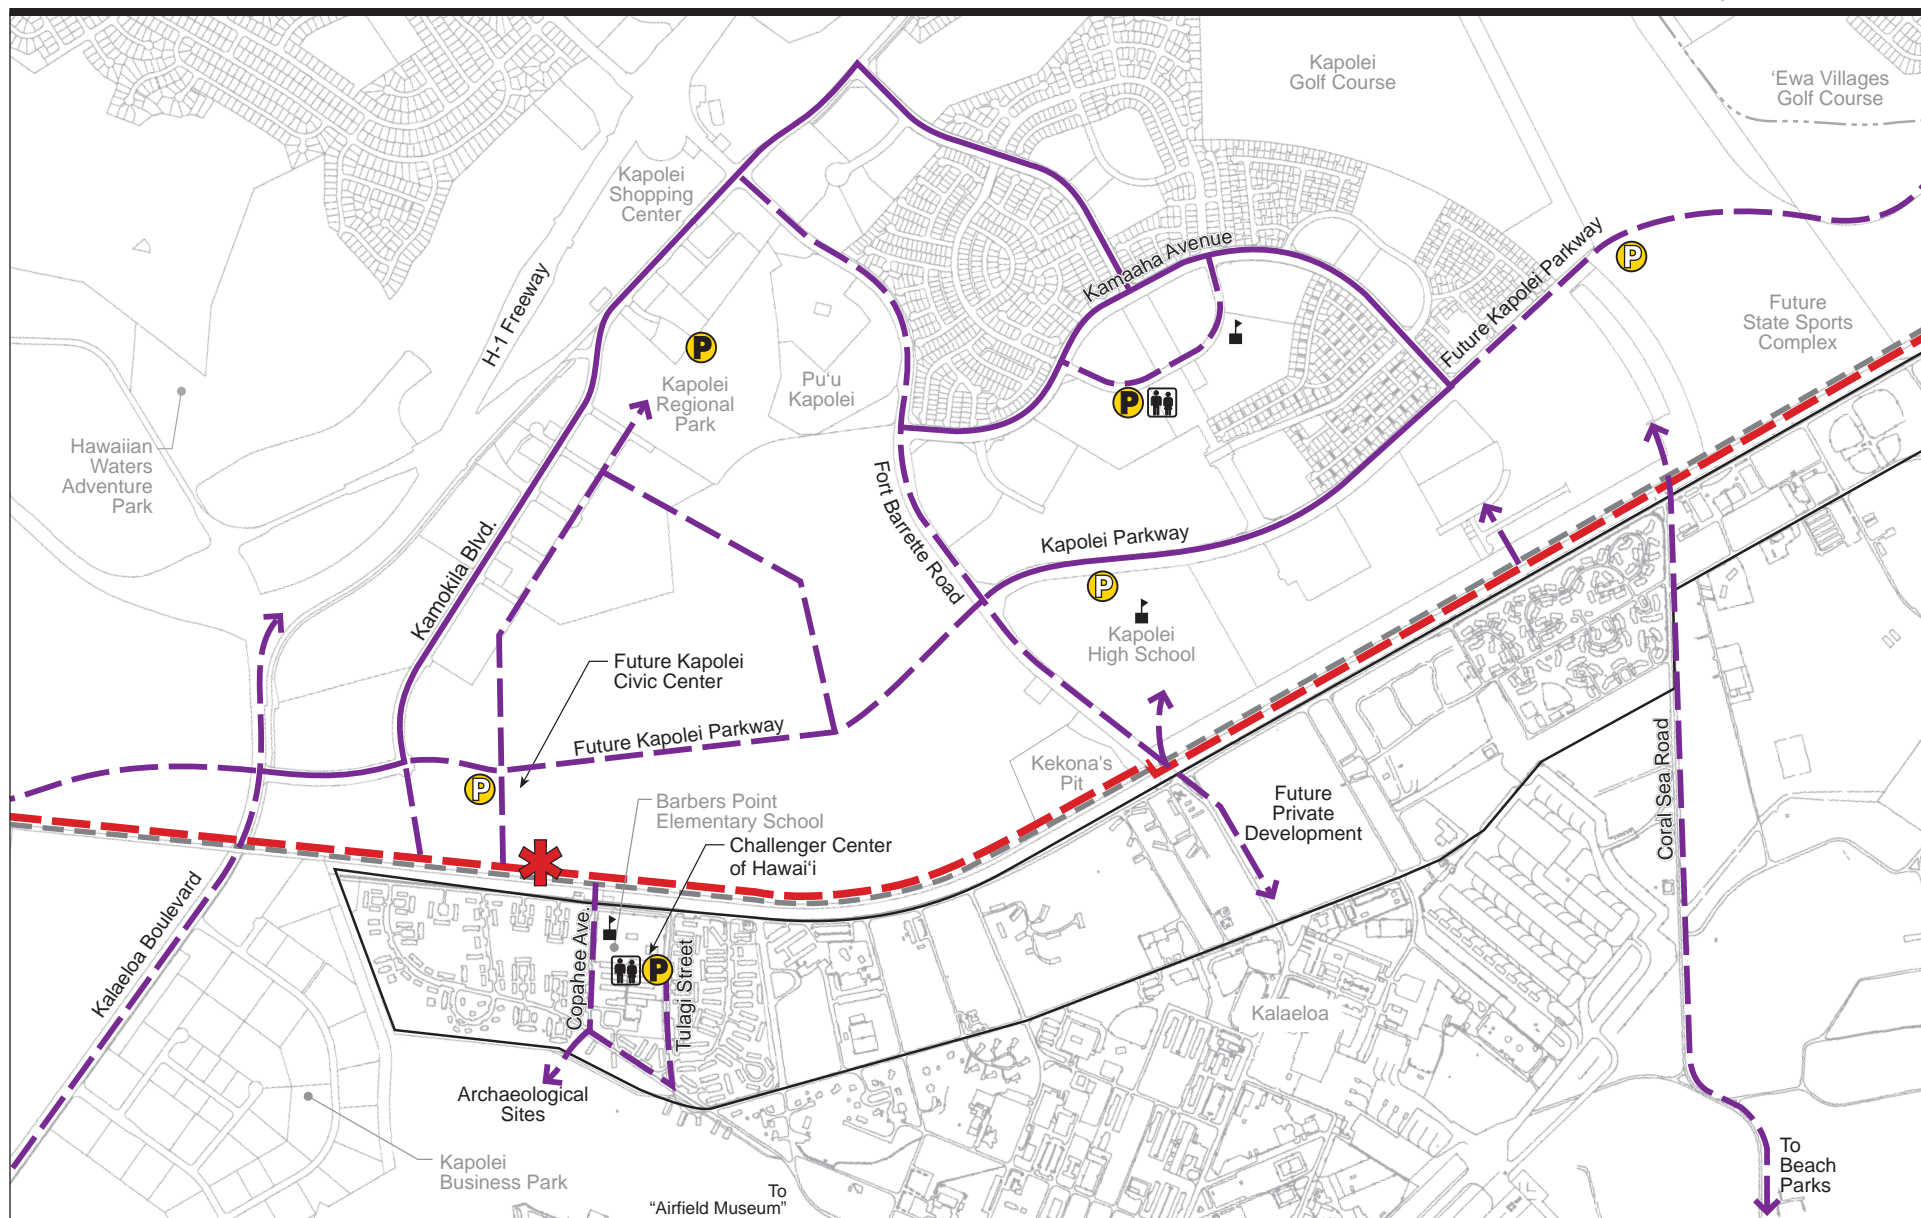 Kapolei
Golf Course
‘Ewa Villages
Golf Course
Kapolei
Shopping
Center
H-1 Freeway
Kamaaha Avenue
Future Kapolei Parkway
P
Future
State Sports
Complex
P
Kapolei
Regional
Park
Pu‘u
Kapolei
P
Hawaiian
Waters
Adventure
Park
Kamokila Blvd.
Fort Barrette Road
Kapolei Parkway
P
Kapolei
High School
Future Kapolei
Civic Center
Future Kapolei Parkway
P
Kekona's
Pit
Future
Private
Development
Coral Sea Road
Barbers Point
Elementary School
Challenger Center
of Hawai‘i
Kalaeloa Boulevard
Copahee Ave.
P
Tulagi Street
Kalaeloa
Archaeological
Sites
Kapolei
Business Park
To
“Airfield Museum”
To
Beach
Parks